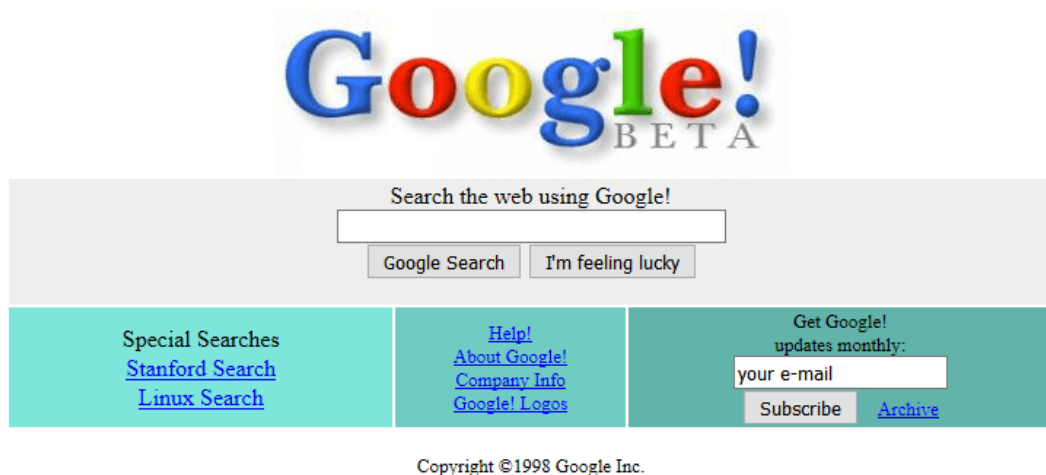 Google!
BETA
Search the web using Google!
Google Search
I'm feeling lucky
Special Searches
Stanford Search
Linux Search
Help!
About Google!
Company Info
Google! Logos
Get Google!
updates monthly:
your e-mail
Subscribe Archive
Copyright ©1998 Google Inc.